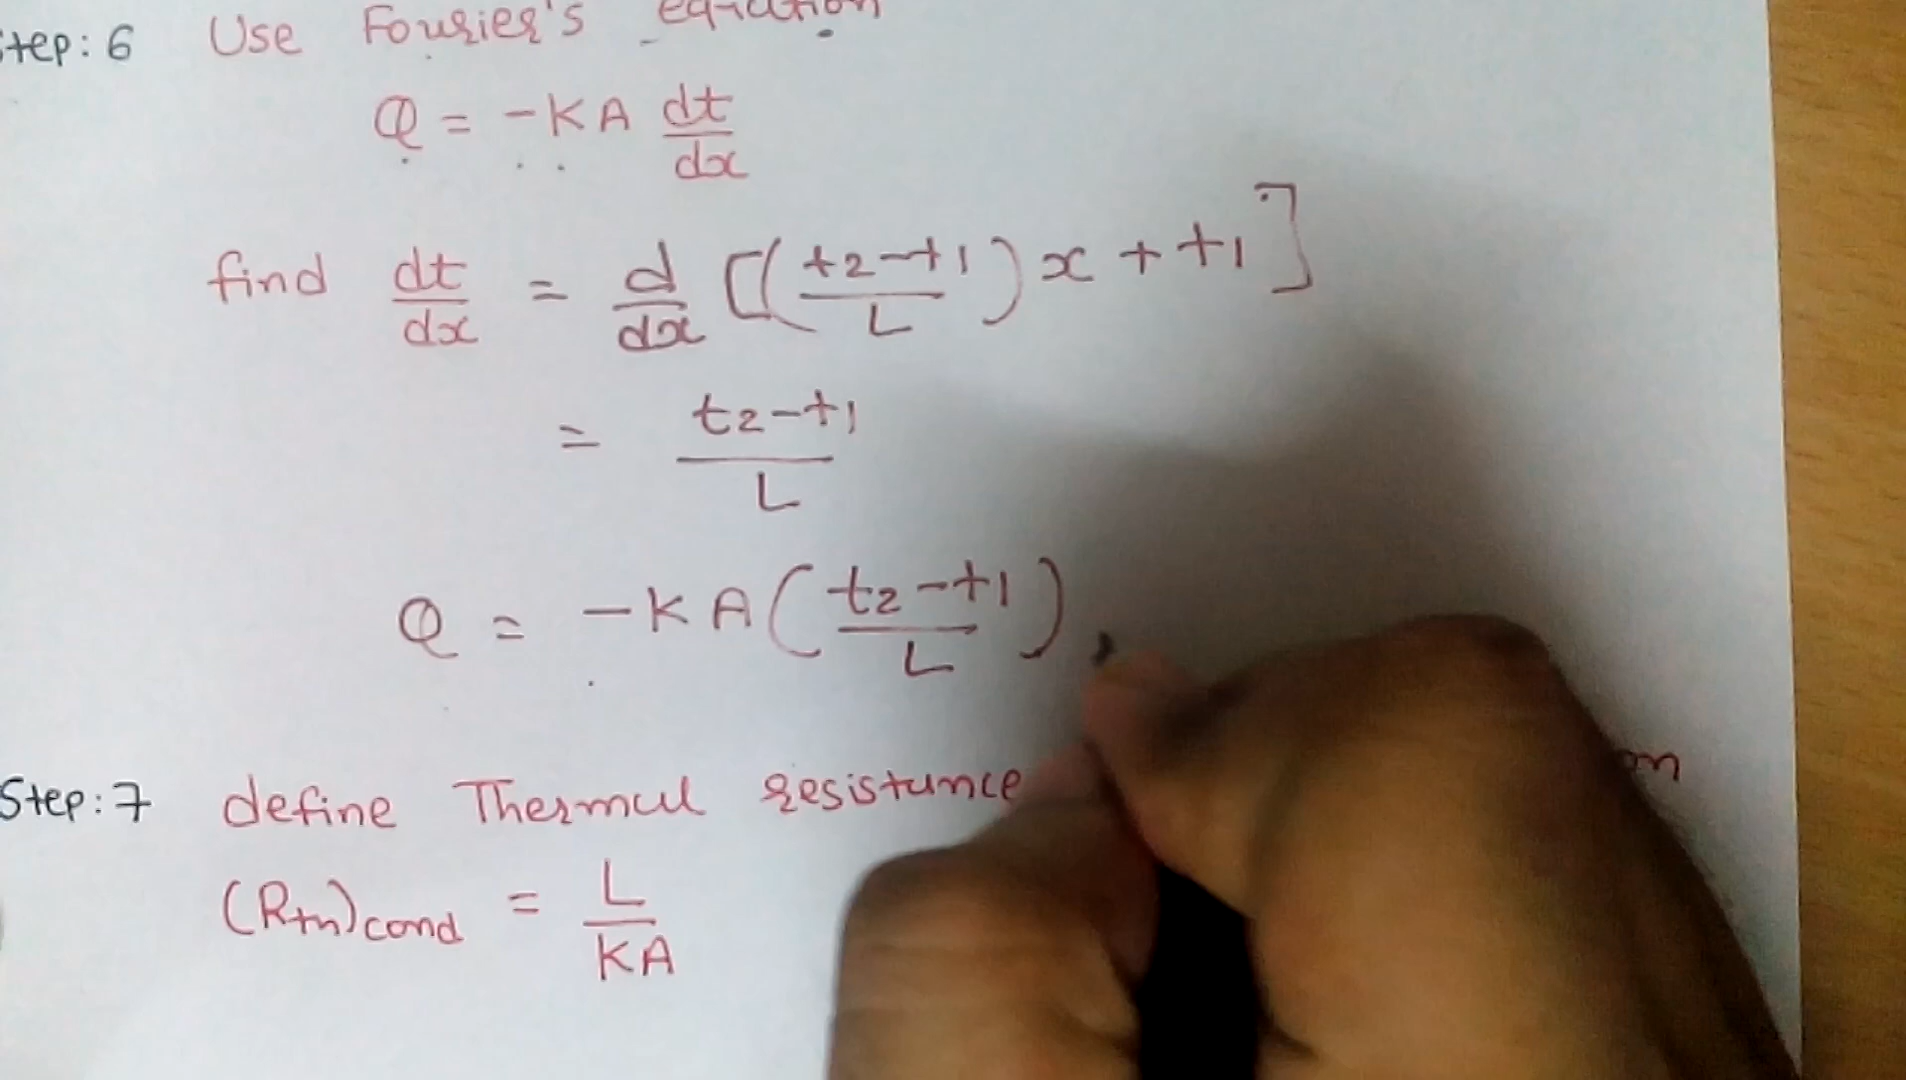 Step: 6 Use Fourier's equation
Q = -KA dt/dx
find dt/dx = d/dx [((t2-t1)/L)x + t1]
= (t2-t1)/L
Q = -KA((t2-t1)/L)
Step: 7 define Thermal resistance
(Rth)cond = L/KA